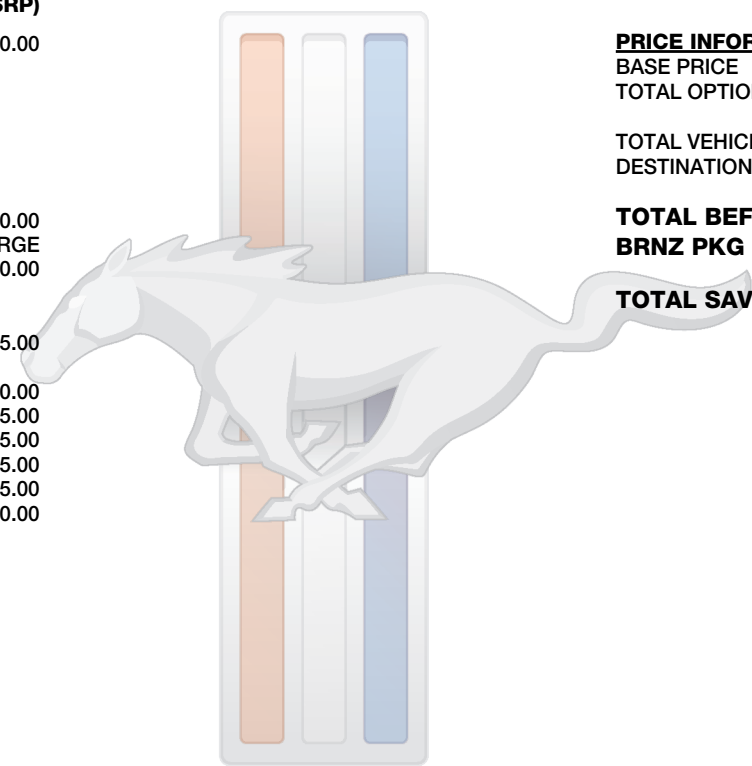 SRP)
0.00
0.00
RGE
0.00
5.00
0.00
5.00
5.00
5.00
5.00
0.00
PRICE INFOR
BASE PRICE
TOTAL OPTIO
TOTAL VEHIC
DESTINATION
TOTAL BEF
BRNZ PKG
TOTAL SAV